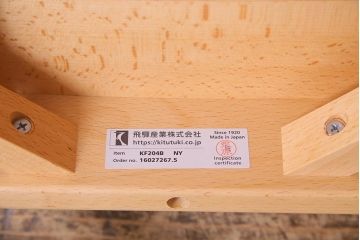 飛騨産業株式会社
https://kitutuki.co.jp
Item KF204B NY
Order no. 16027267.5
Since 1920
Made in Japan
Inspection
certificate